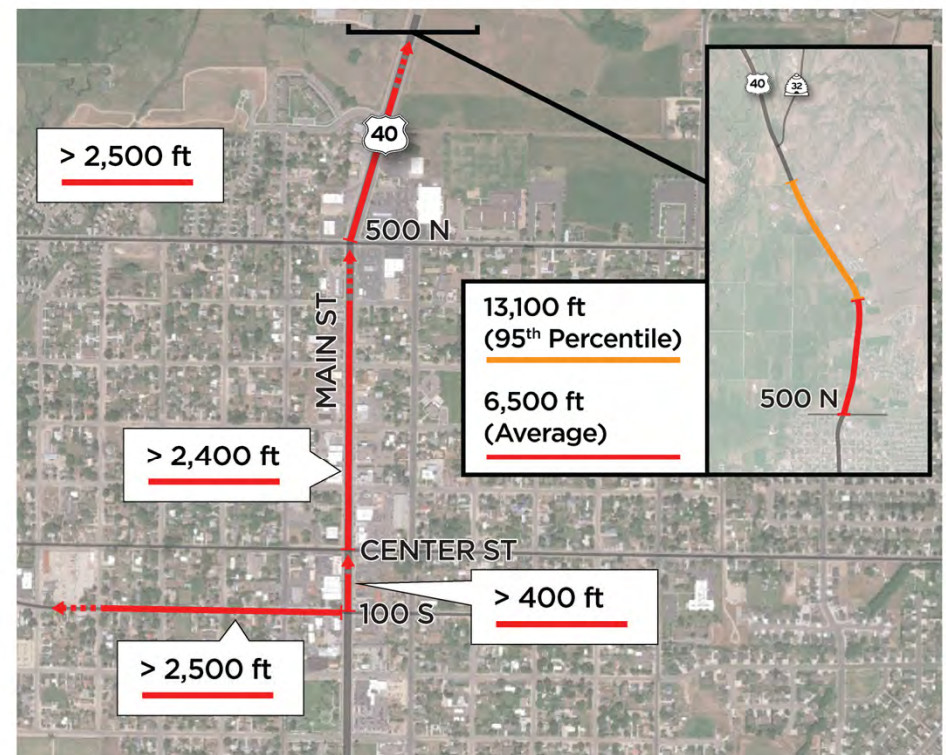 40
32
> 2,500 ft
40
500 N
13,100 ft
(95th Percentile)
6,500 ft
(Average)
500 N
MAIN ST
> 2,400 ft
CENTER ST
> 400 ft
100 S
> 2,500 ft